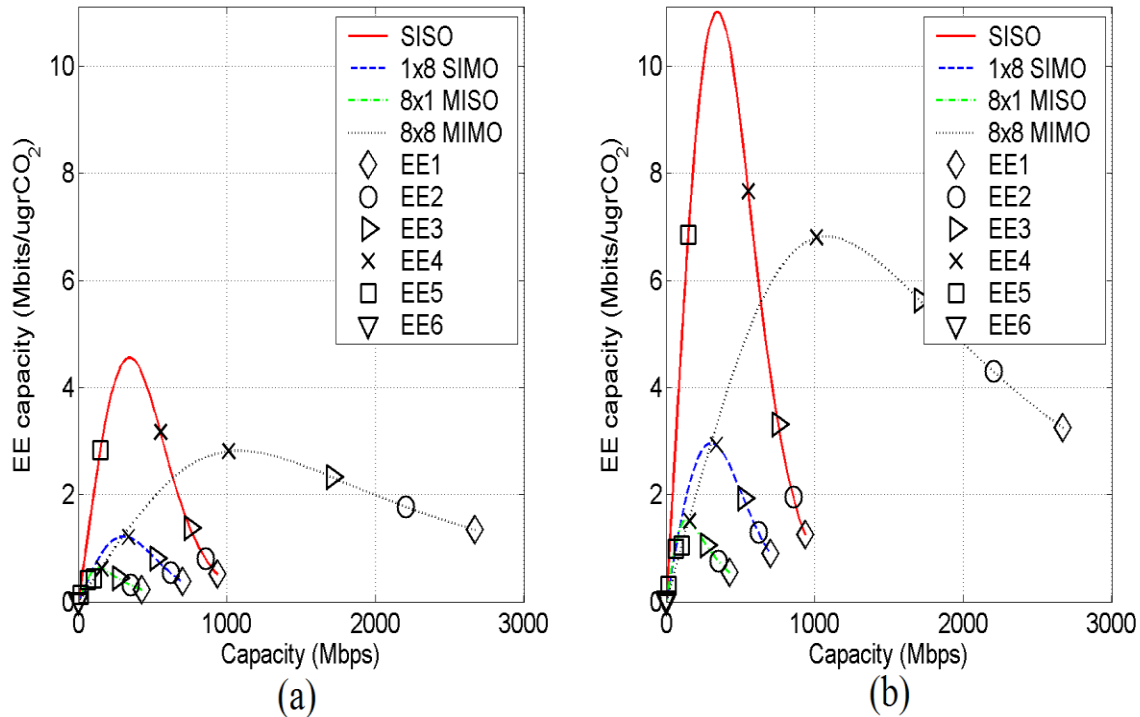 EE capacity (Mbits/ugrCO₂)
10
8
6
4
2
0
0 1000 2000 3000
Capacity (Mbps)
SISO
1x8 SIMO
8x1 MISO
8x8 MIMO
EE1
EE2
EE3
EE4
EE5
EE6
(a)
EE capacity (Mbits/ugrCO₂)
10
8
6
4
2
0
0 1000 2000 3000
Capacity (Mbps)
SISO
1x8 SIMO
8x1 MISO
8x8 MIMO
EE1
EE2
EE3
EE4
EE5
EE6
(b)